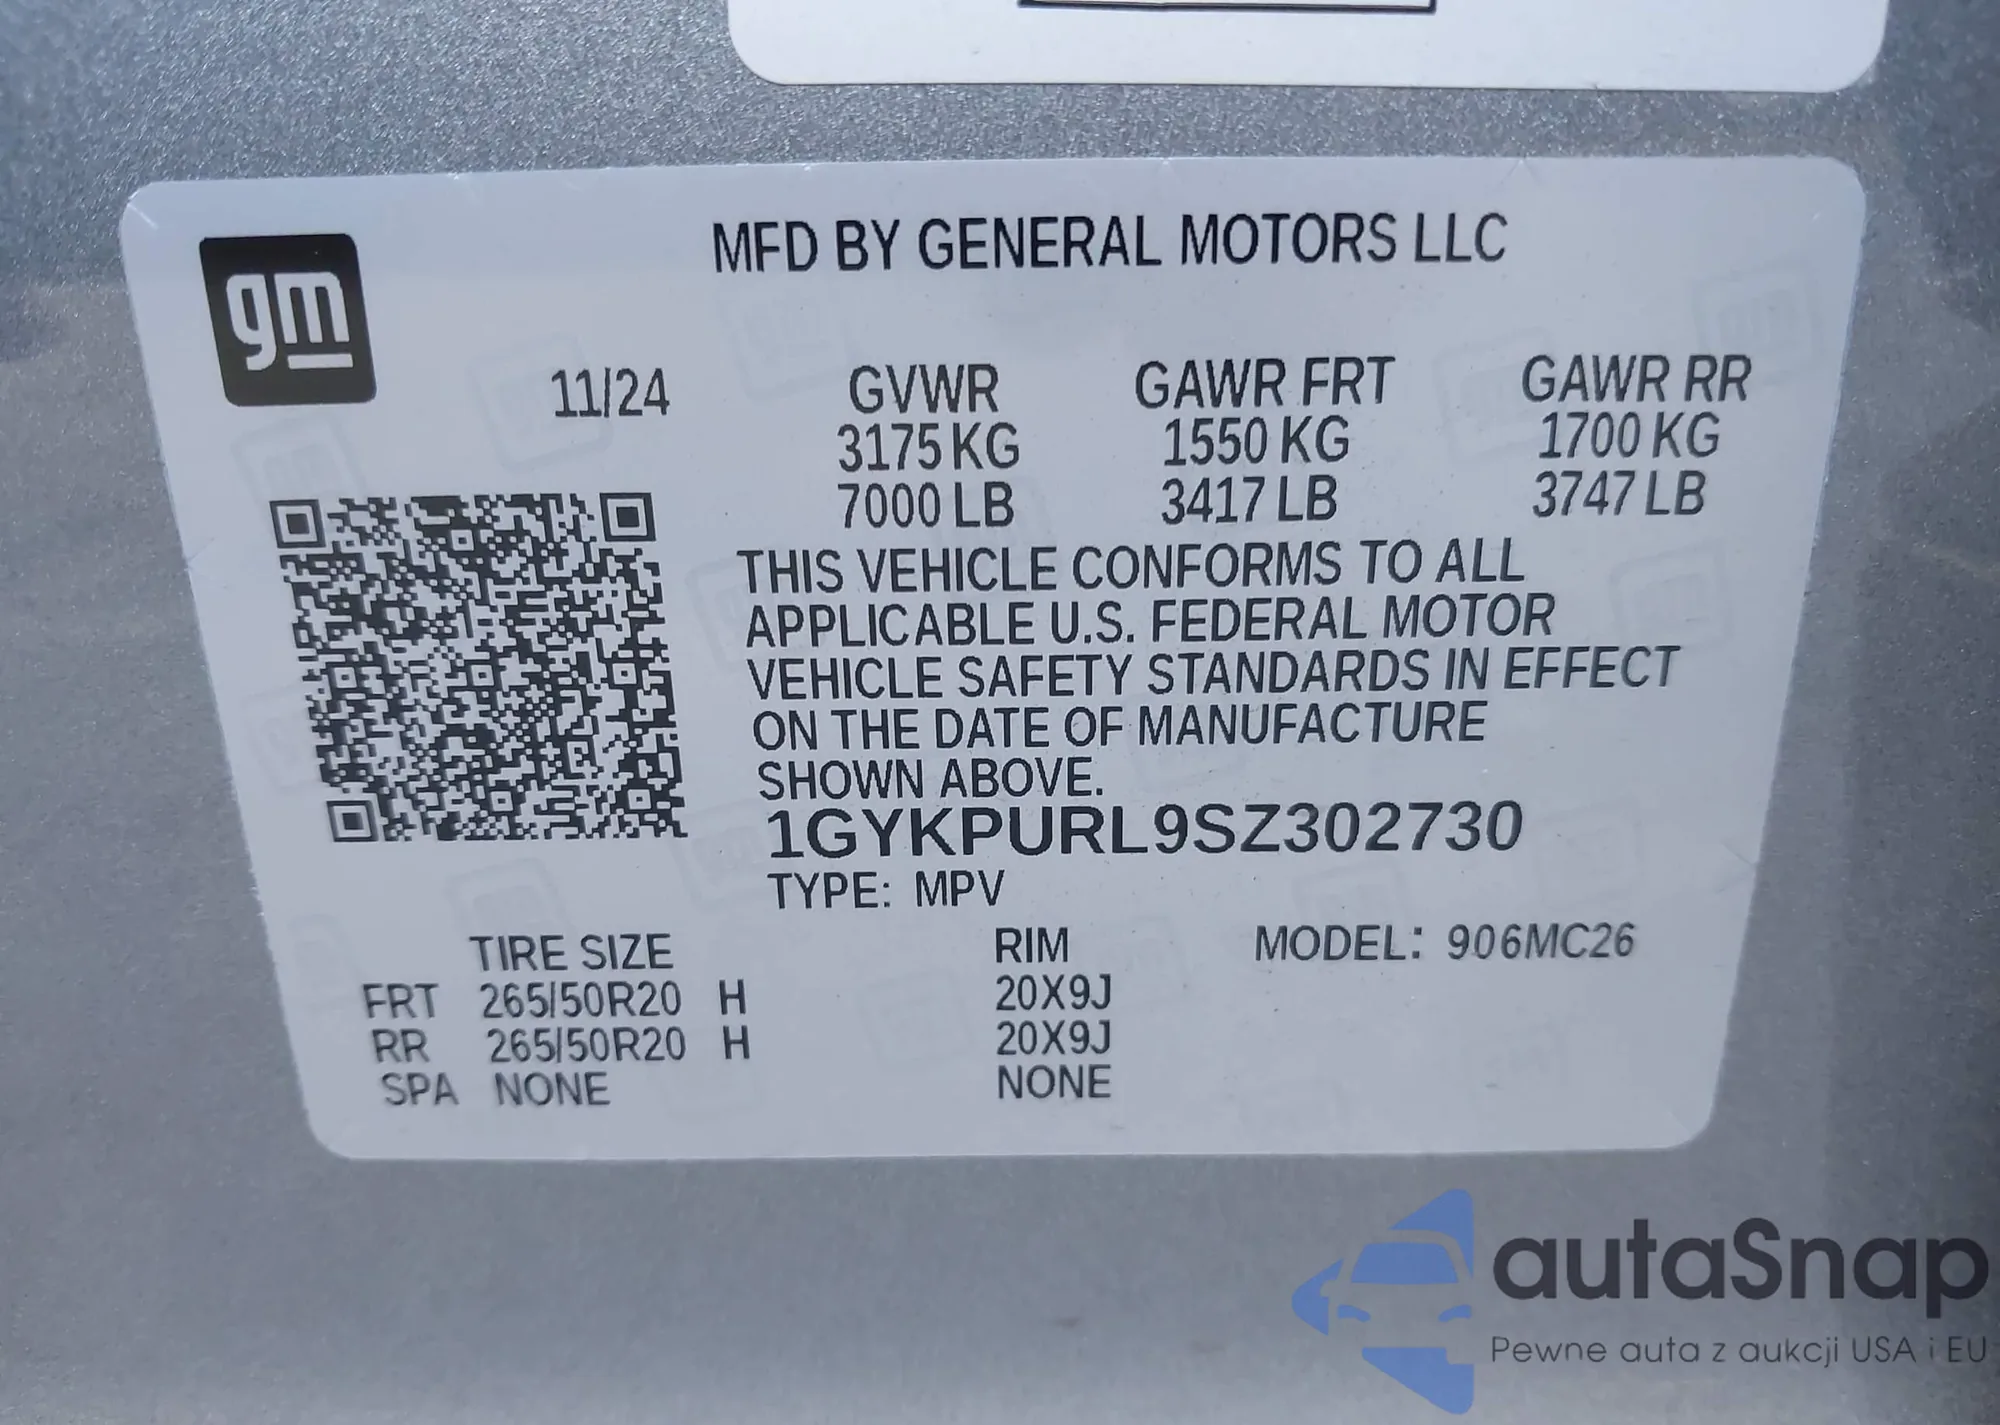 gm
MFD BY GENERAL MOTORS LLC
11/24 GVWR GAWR FRT GAWR RR
3175 KG 1550 KG 1700 KG
7000 LB 3417 LB 3747 LB
THIS VEHICLE CONFORMS TO ALL
APPLICABLE U.S. FEDERAL MOTOR
VEHICLE SAFETY STANDARDS IN EFFECT
ON THE DATE OF MANUFACTURE
SHOWN ABOVE.
1GYKPURL9SZ302730
TYPE: MPV
TIRE SIZE RIM MODEL: 906MC26
FRT 265/50R20 H 20X9J
RR 265/50R20 H 20X9J
SPA NONE NONE
autaSnap
Pewne auta z aukcji USA i EU